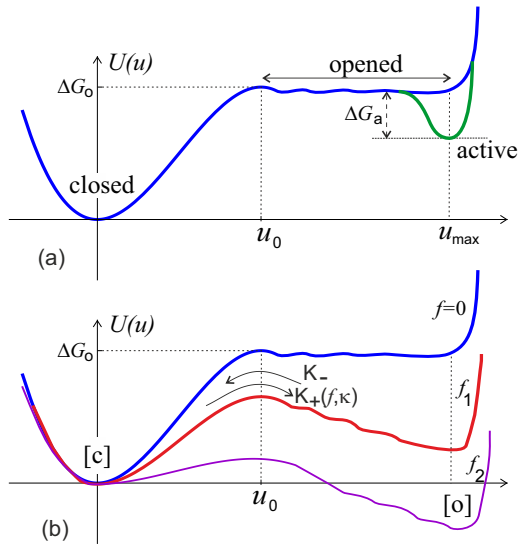 U(u)
ΔG₀
opened
ΔGₐ
closed
active
u₀
uₘₐₓ
(a)
U(u)
f=0
ΔG₀
K₋
K₊(f,κ)
f₁
[c]
f₂
[o]
u₀
(b)